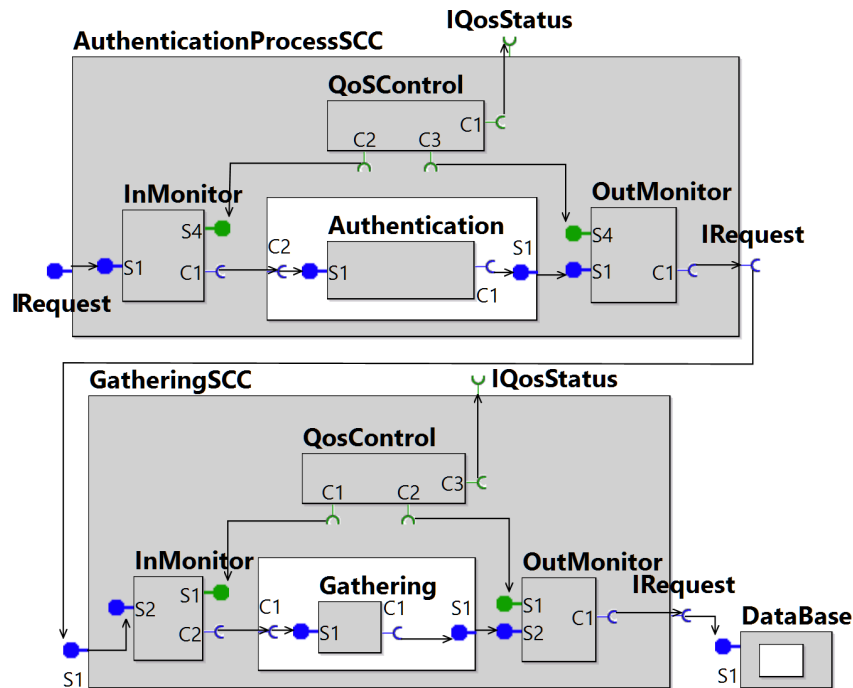 IQosStatus
AuthenticationProcessSCC
QoSControl
C1
C2 C3
InMonitor
OutMonitor
S4
Authentication
S4
IRequest
C2
S1
S1
C1
S1
C1
S1
C1
IRequest
GatheringSCC
IQosStatus
QosControl
C3
C1 C2
InMonitor
OutMonitor
S1
Gathering
IRequest
S2
C1
C1
S1
S1
C1
DataBase
C2
S1
S2
S1
S1